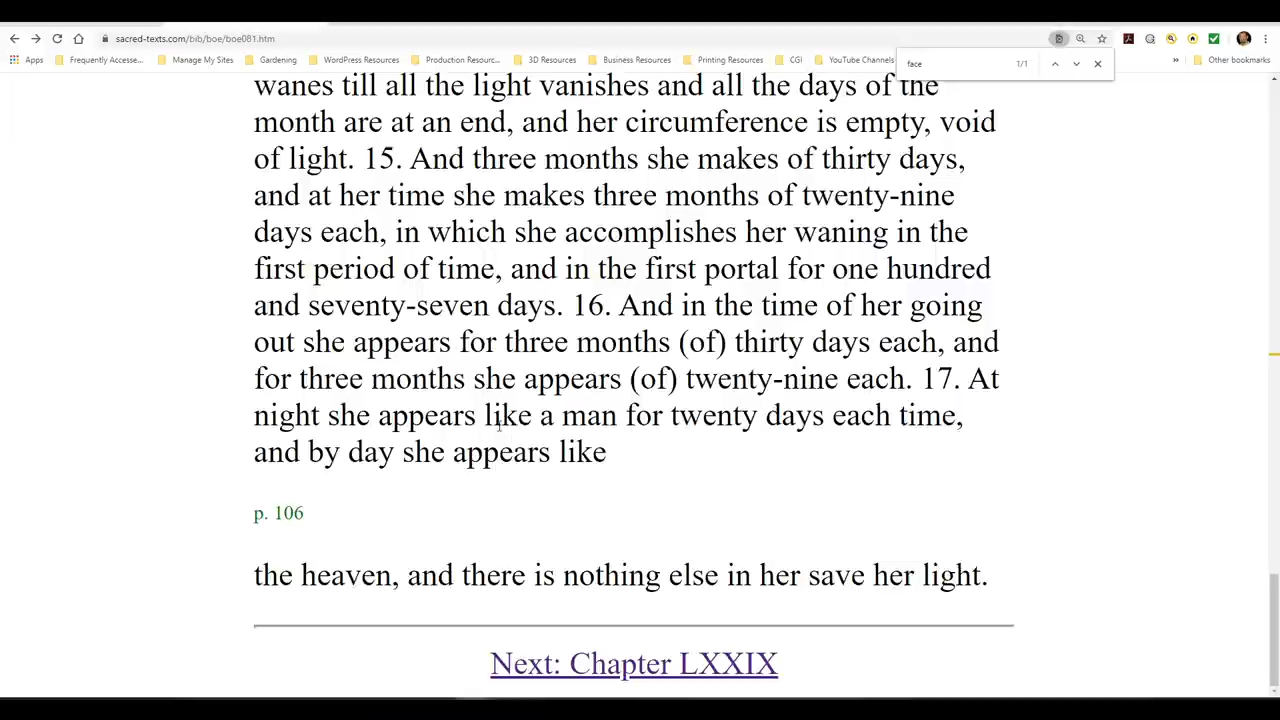 sacred-texts.com/bib/boe/boe081.htm
Apps Frequently Accesse... Manage My Sites Gardening WordPress Resources Production Resourc... 3D Resources Business Resources Printing Resources CGI YouTube Channels » Other bookmarks
face 1/1
wanes till all the light vanishes and all the days of the
month are at an end, and her circumference is empty, void
of light. 15. And three months she makes of thirty days,
and at her time she makes three months of twenty-nine
days each, in which she accomplishes her waning in the
first period of time, and in the first portal for one hundred
and seventy-seven days. 16. And in the time of her going
out she appears for three months (of) thirty days each, and
for three months she appears (of) twenty-nine each. 17. At
night she appears like a man for twenty days each time,
and by day she appears like
p. 106
the heaven, and there is nothing else in her save her light.
Next: Chapter LXXIX